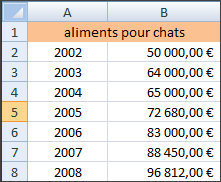 A B
1 aliments pour chats
2 2002 50 000,00 €
3 2003 64 000,00 €
4 2004 65 000,00 €
5 2005 72 680,00 €
6 2006 83 000,00 €
7 2007 88 450,00 €
8 2008 96 812,00 €